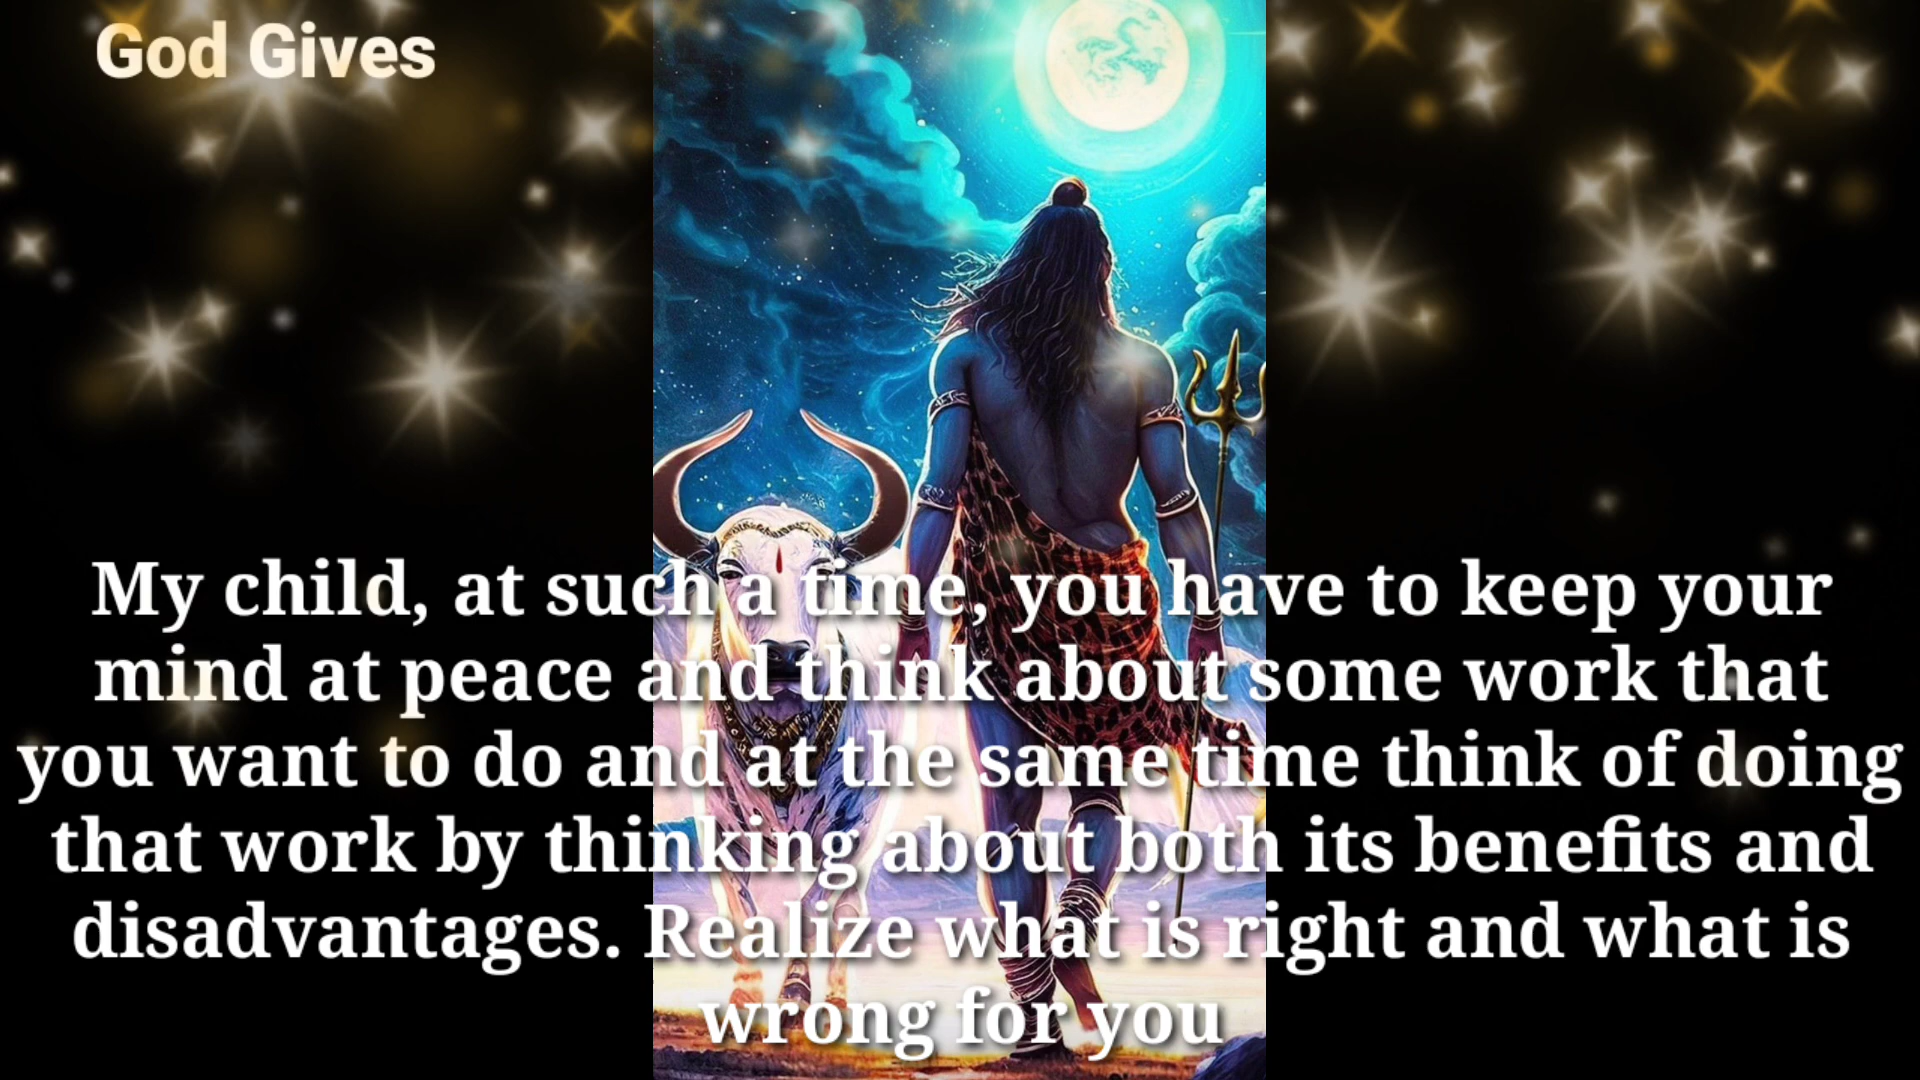 God Gives
My child, at such a time, you have to keep your
mind at peace and think about some work that
you want to do and at the same time think of doing
that work by thinking about both its benefits and
disadvantages. Realize what is right and what is
wrong for you